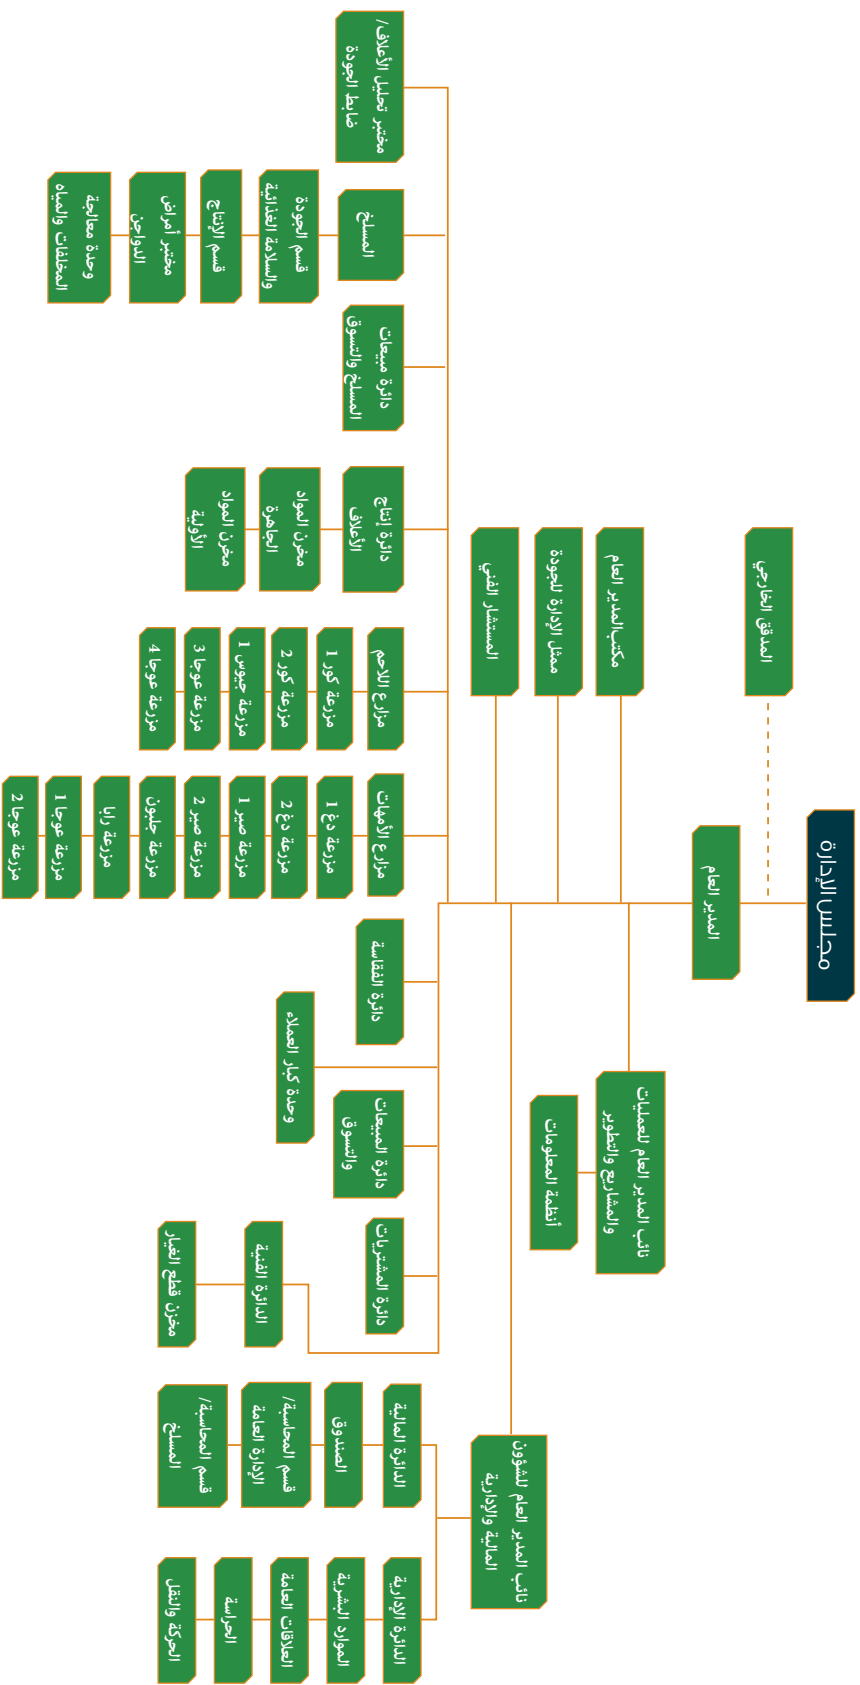 مجلس الإدارة
المدقق الخارجي
المدير العام
مكتب المدير العام
ممثل الإدارة للجودة
المستشار الفني
نائب المدير العام للعمليات
والمشاريع والتطوير
أنظمة المعلومات
نائب المدير العام للشؤون
المالية والإدارية
مختبر تحليل الأعلاف/
ضابط الجودة
المسلخ
قسم الجودة
والسلامة الغذائية
قسم الإنتاج
مختبر أمراض
الدواجن
وحدة معالجة
المخلفات والمياه
دائرة مبيعات
المسلخ والتسوق
دائرة إنتاج
الأعلاف
مخزن المواد
الجاهزة
مخزن المواد
الأولية
مزارع اللاحم
مزرعة كور 1
مزرعة كور 2
مزرعة جيوس 1
مزرعة عوجا 3
مزرعة عوجا 4
مزارع الأمهات
مزرعة دغ 1
مزرعة دغ 2
مزرعة صير 1
مزرعة صير 2
مزرعة جلبون
مزرعة رابا
مزرعة عوجا 1
مزرعة عوجا 2
دائرة الفقاسة
وحدة كبار العملاء
دائرة المبيعات
والتسوق
دائرة المشتريات
الدائرة الفنية
مخزن قطع الغيار
الدائرة المالية
الصندوق
قسم المحاسبة/
الإدارة العامة
قسم المحاسبة/
المسلخ
الدائرة الإدارية
الموارد البشرية
العلاقات العامة
الحراسة
الحركة والنقل